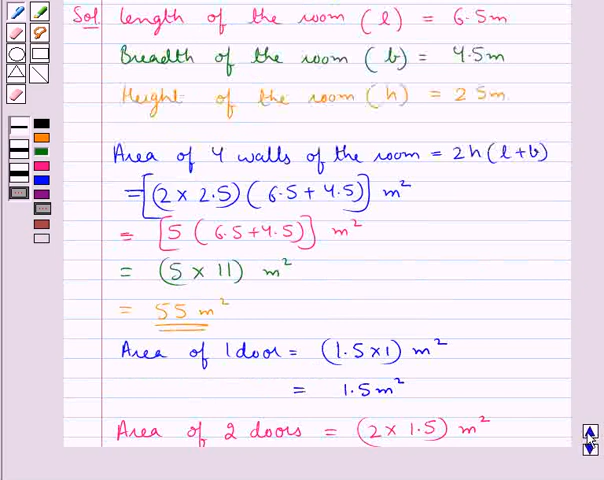 Sol length of the room (l) = 6.5m
Breadth of the room (b) = 4.5m
Height of the room (h) = 2 5m
Area of 4 walls of the room = 2h(l+b)
=[(2 × 2.5)(6.5+4.5)] m²
= [5 (6.5+4.5)] m²
= (5 × 11) m²
= 55 m²
Area of 1 door = (1.5×1) m²
= 1.5m²
Area of 2 doors = (2 × 1.5) m²